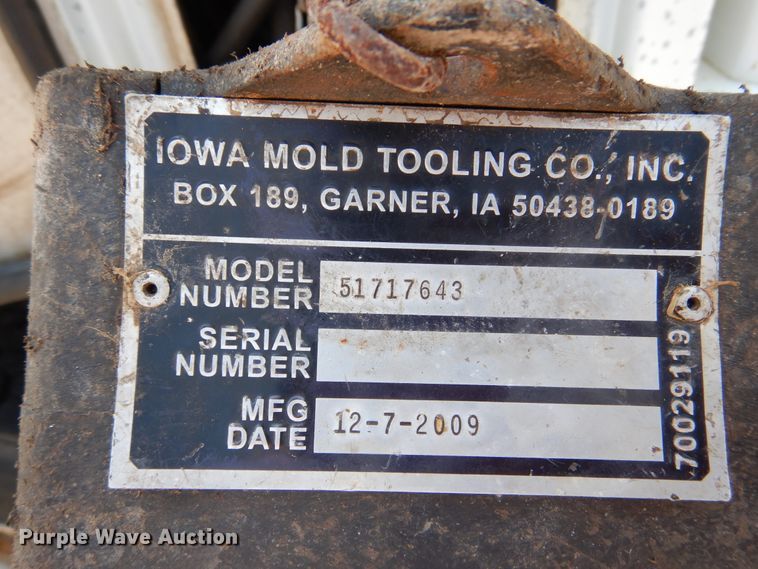 IOWA MOLD TOOLING CO., INC.
BOX 189, GARNER, IA 50438-0189
MODEL NUMBER 51717643
SERIAL NUMBER
MFG DATE 12-7-2009
70029119
Purple Wave Auction